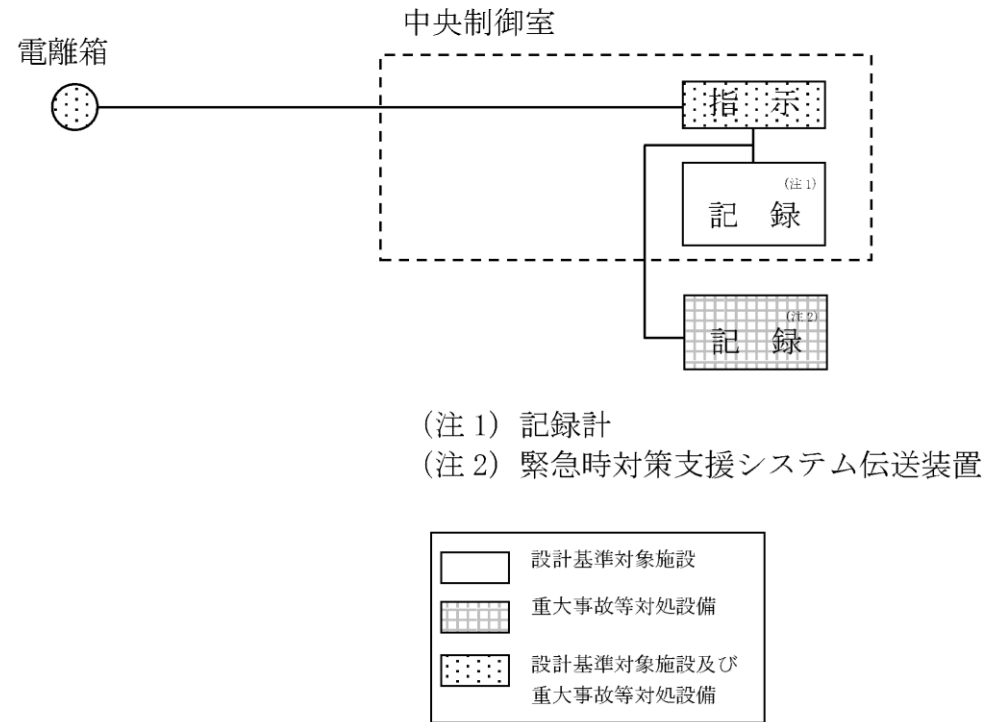 中央制御室
電離箱
指 示
(注1)
記 録
(注2)
記 録
(注1) 記録計
(注2) 緊急時対策支援システム伝送装置
設計基準対象施設
重大事故等対処設備
設計基準対象施設及び
重大事故等対処設備